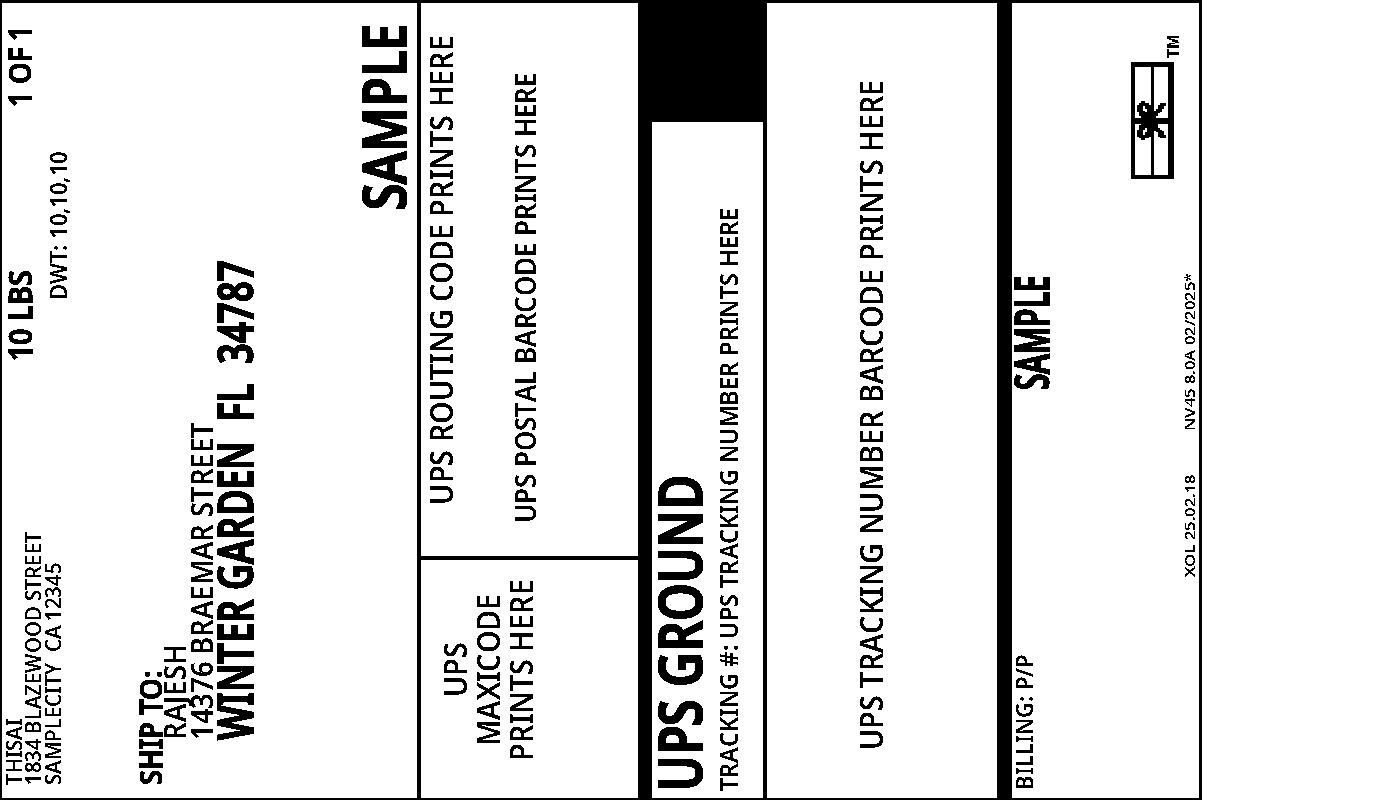 THISAI
1834 BLAZEWOOD STREET
SAMPLECITY CA 12345
10 LBS
1 OF 1
DWT: 10,10,10
SHIP TO:
RAJESH
14376 BRAEMAR STREET
WINTER GARDEN FL 34787
SAMPLE
UPS
MAXICODE
PRINTS HERE
UPS ROUTING CODE PRINTS HERE
UPS POSTAL BARCODE PRINTS HERE
UPS GROUND
TRACKING #: UPS TRACKING NUMBER PRINTS HERE
UPS TRACKING NUMBER BARCODE PRINTS HERE
BILLING: P/P
SAMPLE
XOL 25.02.18
NV45 8.0A 02/2025*
TM